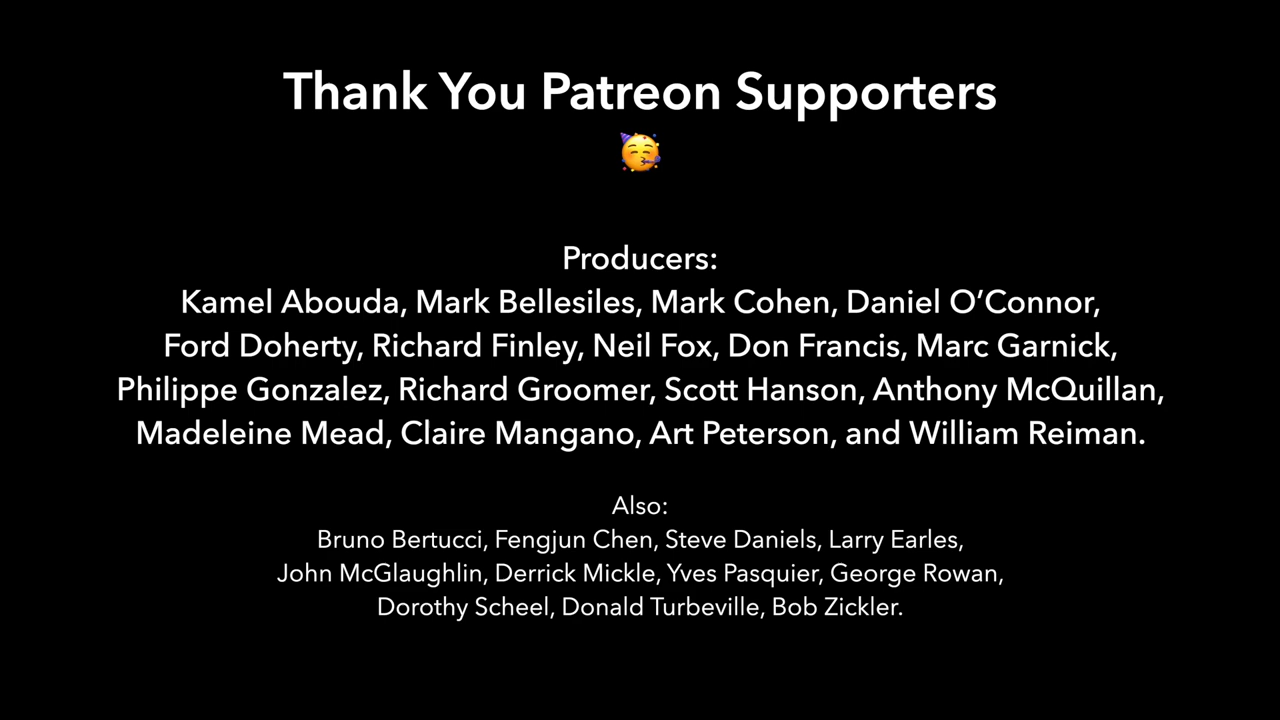 Thank You Patreon Supporters
🥳
Producers:
Kamel Abouda, Mark Bellesiles, Mark Cohen, Daniel O’Connor,
Ford Doherty, Richard Finley, Neil Fox, Don Francis, Marc Garnick,
Philippe Gonzalez, Richard Groomer, Scott Hanson, Anthony McQuillan,
Madeleine Mead, Claire Mangano, Art Peterson, and William Reiman.
Also:
Bruno Bertucci, Fengjun Chen, Steve Daniels, Larry Earles,
John McGlaughlin, Derrick Mickle, Yves Pasquier, George Rowan,
Dorothy Scheel, Donald Turbeville, Bob Zickler.